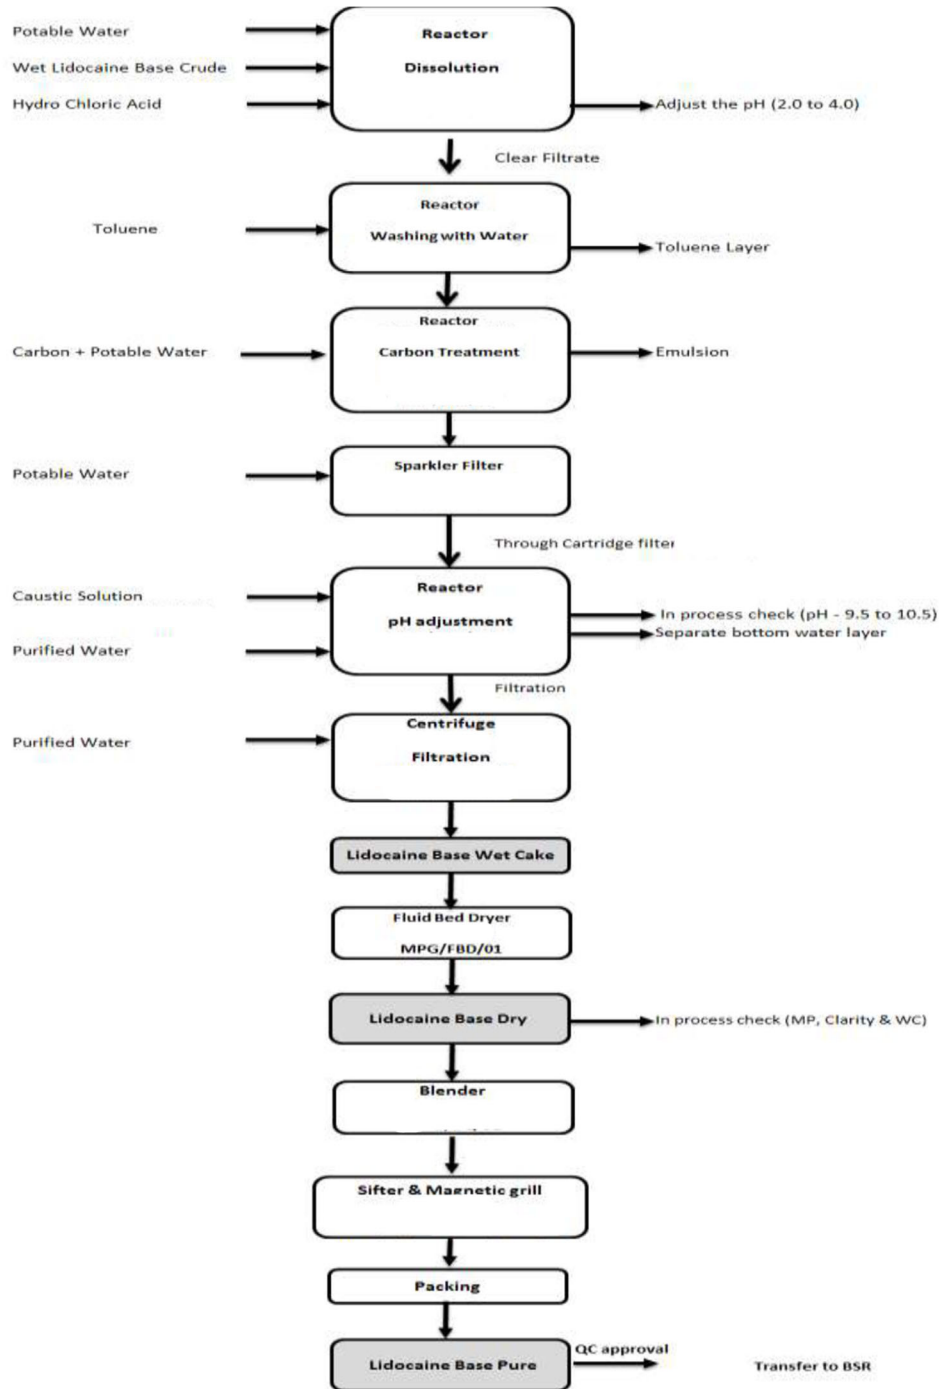 Potable Water
Reactor
Wet Lidocaine Base Crude
Dissolution
Hydro Chloric Acid
Adjust the pH (2.0 to 4.0)
Clear Filtrate
Reactor
Toluene
Washing with Water
Toluene Layer
Reactor
Carbon + Potable Water
Carbon Treatment
Emulsion
Sparkler Filter
Potable Water
Through Cartridge filter
Reactor
Caustic Solution
In process check (pH - 9.5 to 10.5)
pH adjustment
Separate bottom water layer
Purified Water
Filtration
Centrifuge
Purified Water
Filtration
Lidocaine Base Wet Cake
Fluid Bed Dryer
MPG/FBD/01
Lidocaine Base Dry
In process check (MP, Clarity & WC)
Blender
Sifter & Magnetic grill
Packing
QC approval
Lidocaine Base Pure
Transfer to BSR